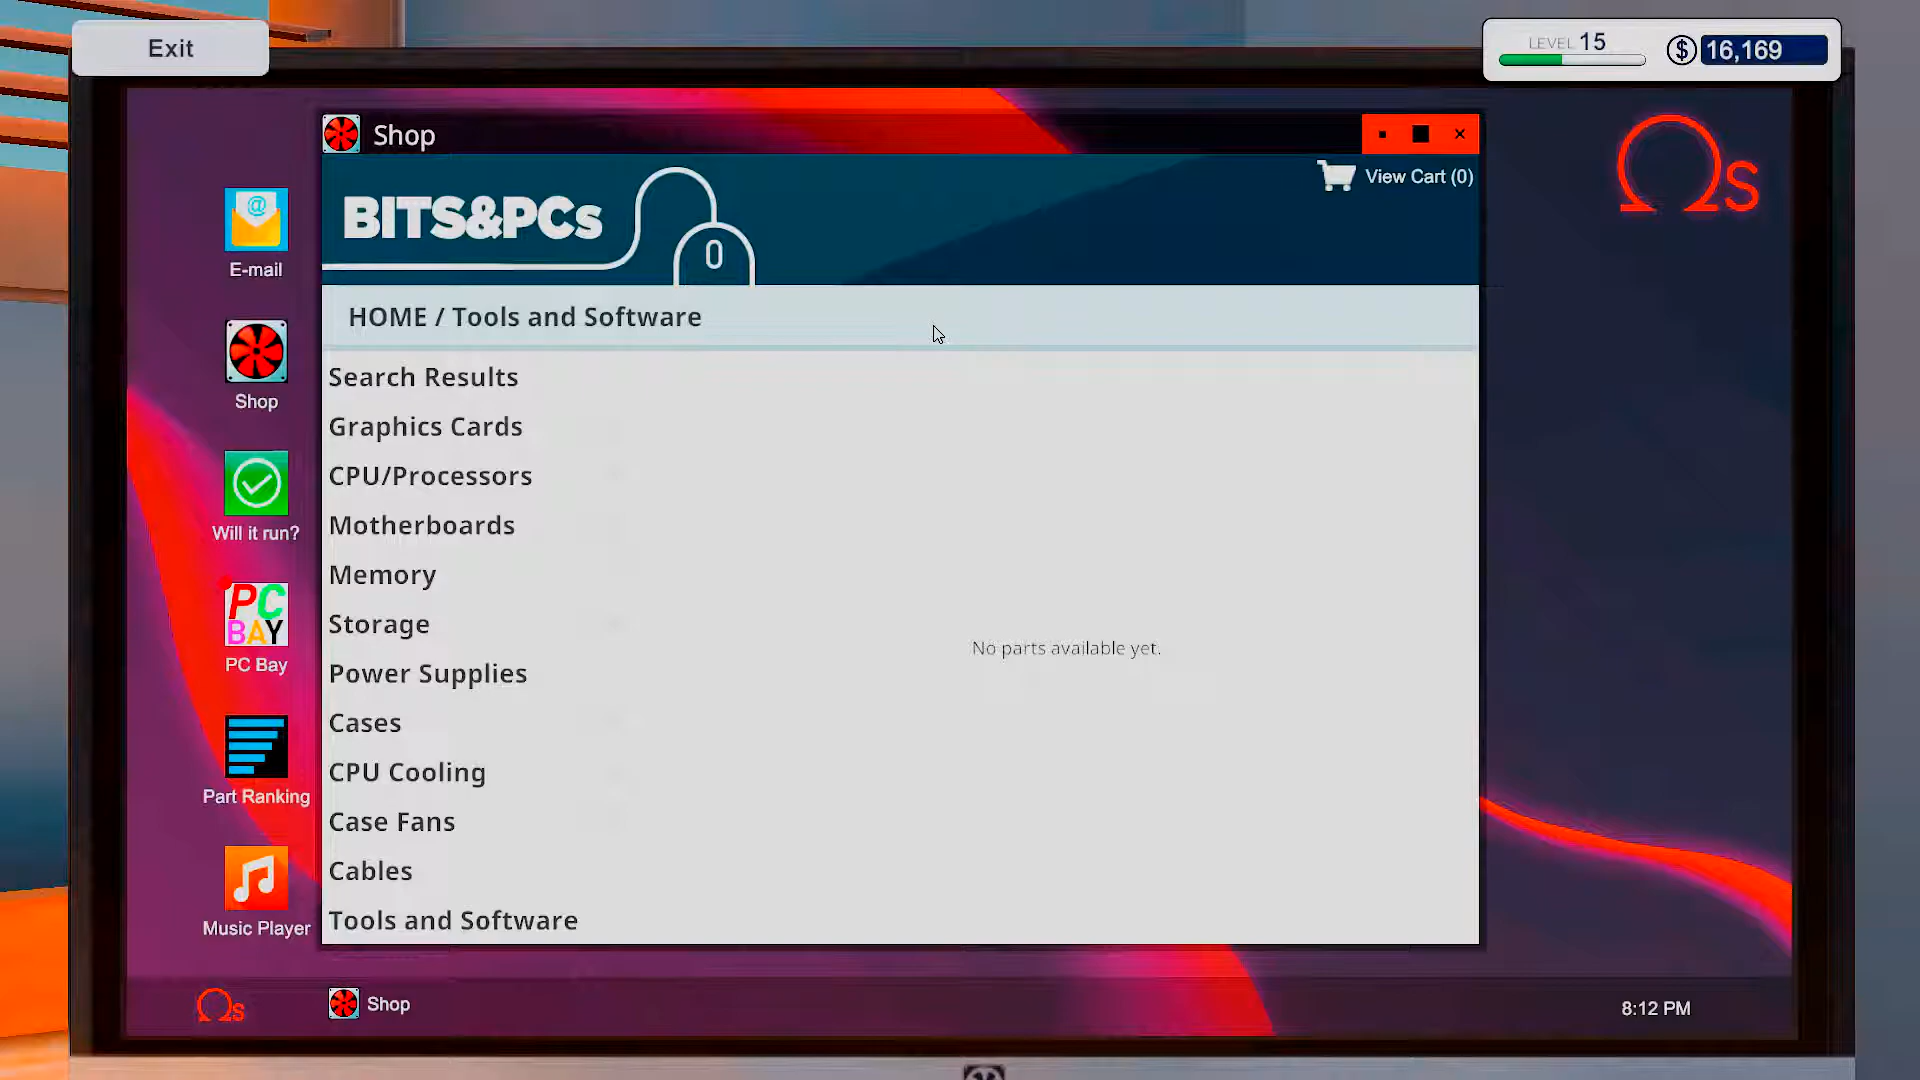 Exit
LEVEL 15
$ 16,169
Shop
View Cart (0)
BITS&PCs
HOME / Tools and Software
Search Results
Graphics Cards
CPU/Processors
Motherboards
Memory
Storage
Power Supplies
Cases
CPU Cooling
Case Fans
Cables
Tools and Software
No parts available yet.
E-mail
Shop
Will it run?
PC
BAY
PC Bay
Part Ranking
Music Player
Ωs
Ωs
Shop
8:12 PM